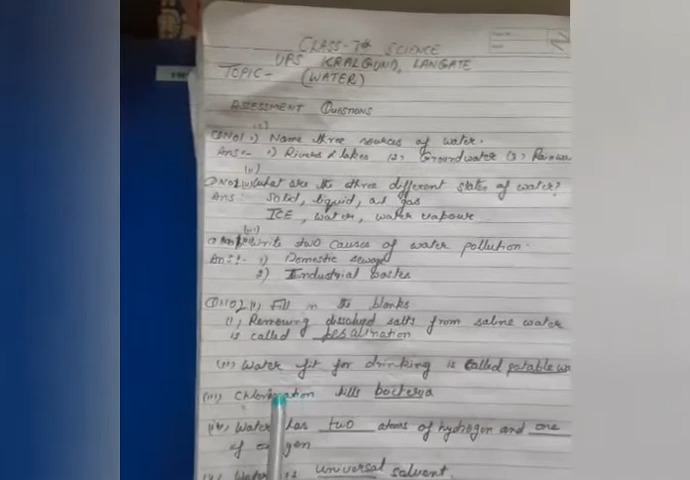 CLASS-7th SCIENCE
UPS KRALGUND, LANGATE
TOPIC- (WATER)
ASSESSMENT QUESTIONS
QNO1 i) Name three sources of water.
Ans:- 1) Rivers & lakes (2) Groundwater (3) Rainwa
(ii) What are the three different states of water?
Ans: Solid, liquid, and gas
ICE, water, water vapour
(iii) Write two causes of water pollution.
Ans:- 1) Domestic sewage
2) Industrial wastes
QNO2 (i) Fill in the blanks
(i) Removing dissolved salts from saline water
is called Desalination
(ii) Water fit for drinking is called potable wa
(iii) Chlorination kills bacteria
(iv) Water has two atoms of hydrogen and one
of oxygen
(v) Water is universal solvent.